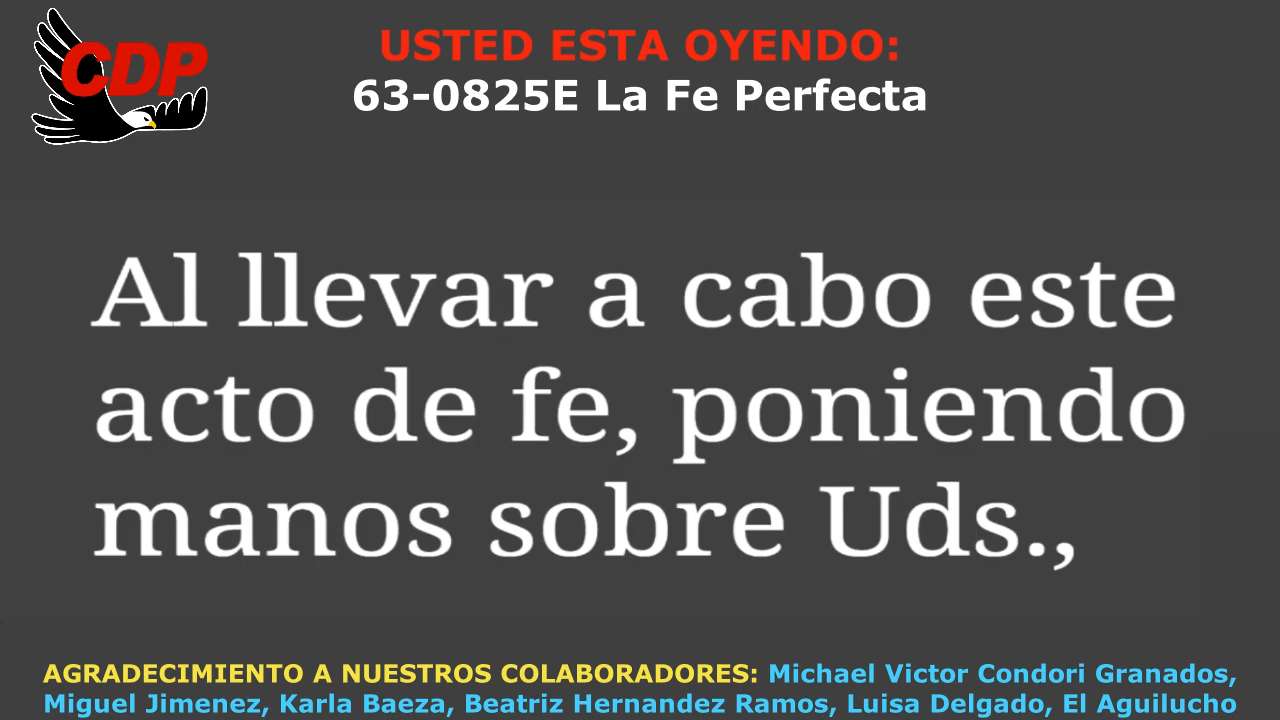 CDP
USTED ESTA OYENDO:
63-0825E La Fe Perfecta
Al llevar a cabo este
acto de fe, poniendo
manos sobre Uds.,
AGRADECIMIENTO A NUESTROS COLABORADORES: Michael Victor Condori Granados,
Miguel Jimenez, Karla Baeza, Beatriz Hernandez Ramos, Luisa Delgado, El Aguilucho